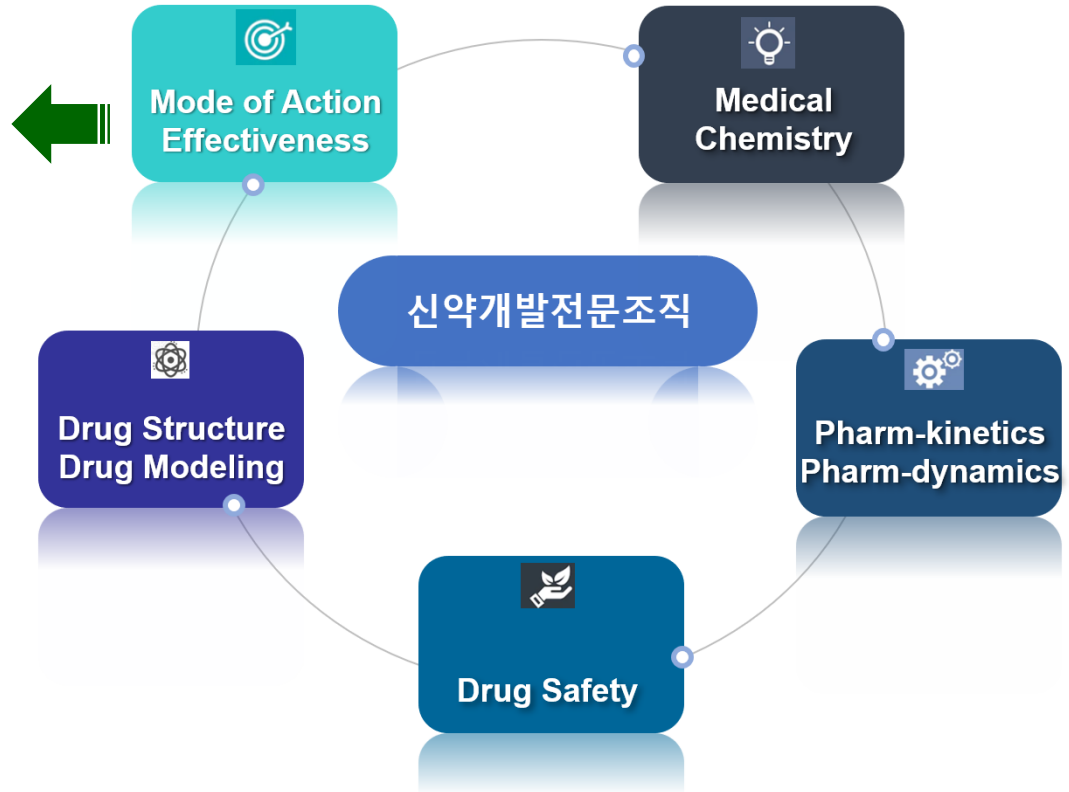 Mode of Action
Effectiveness
Medical
Chemistry
신약개발전문조직
Drug Structure
Drug Modeling
Pharm-kinetics
Pharm-dynamics
Drug Safety